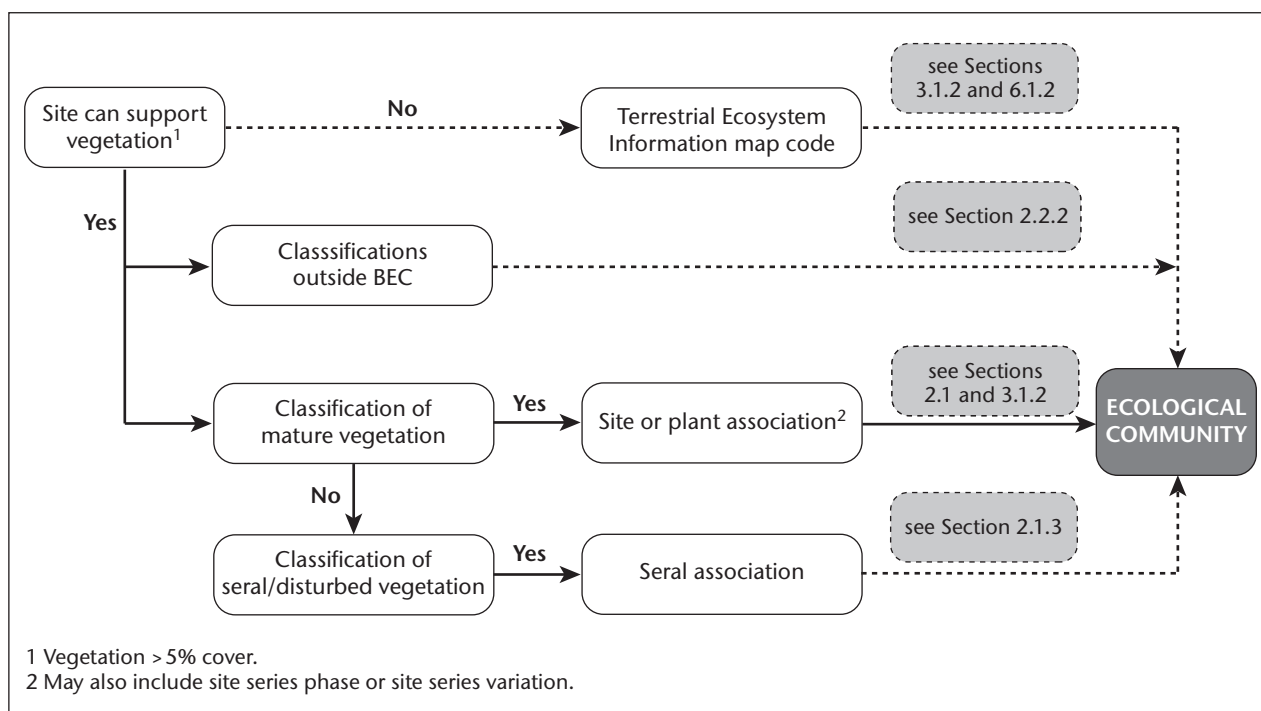 Site can support
vegetation1
No
Terrestrial Ecosystem
Information map code
see Sections
3.1.2 and 6.1.2
Yes
Classsifications
outside BEC
see Section 2.2.2
Classification of
mature vegetation
Yes
Site or plant association2
see Sections
2.1 and 3.1.2
ECOLOGICAL
COMMUNITY
No
Classification of
seral/disturbed vegetation
Yes
Seral association
see Section 2.1.3
1 Vegetation >5% cover.
2 May also include site series phase or site series variation.